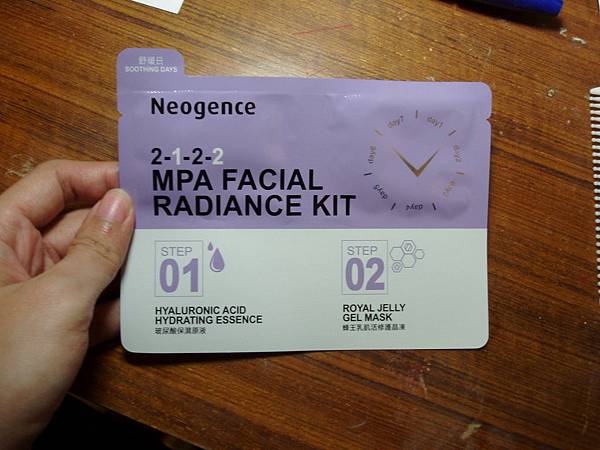 舒緩日
SOOTHING DAYS
Neogence
2-1-2-2
MPA FACIAL
RADIANCE KIT
day7
day1
day2
day3
day4
day5
day6
STEP
01
HYALURONIC ACID
HYDRATING ESSENCE
玻尿酸保濕原液
STEP
02
ROYAL JELLY
GEL MASK
蜂王乳肌活修護晶凍